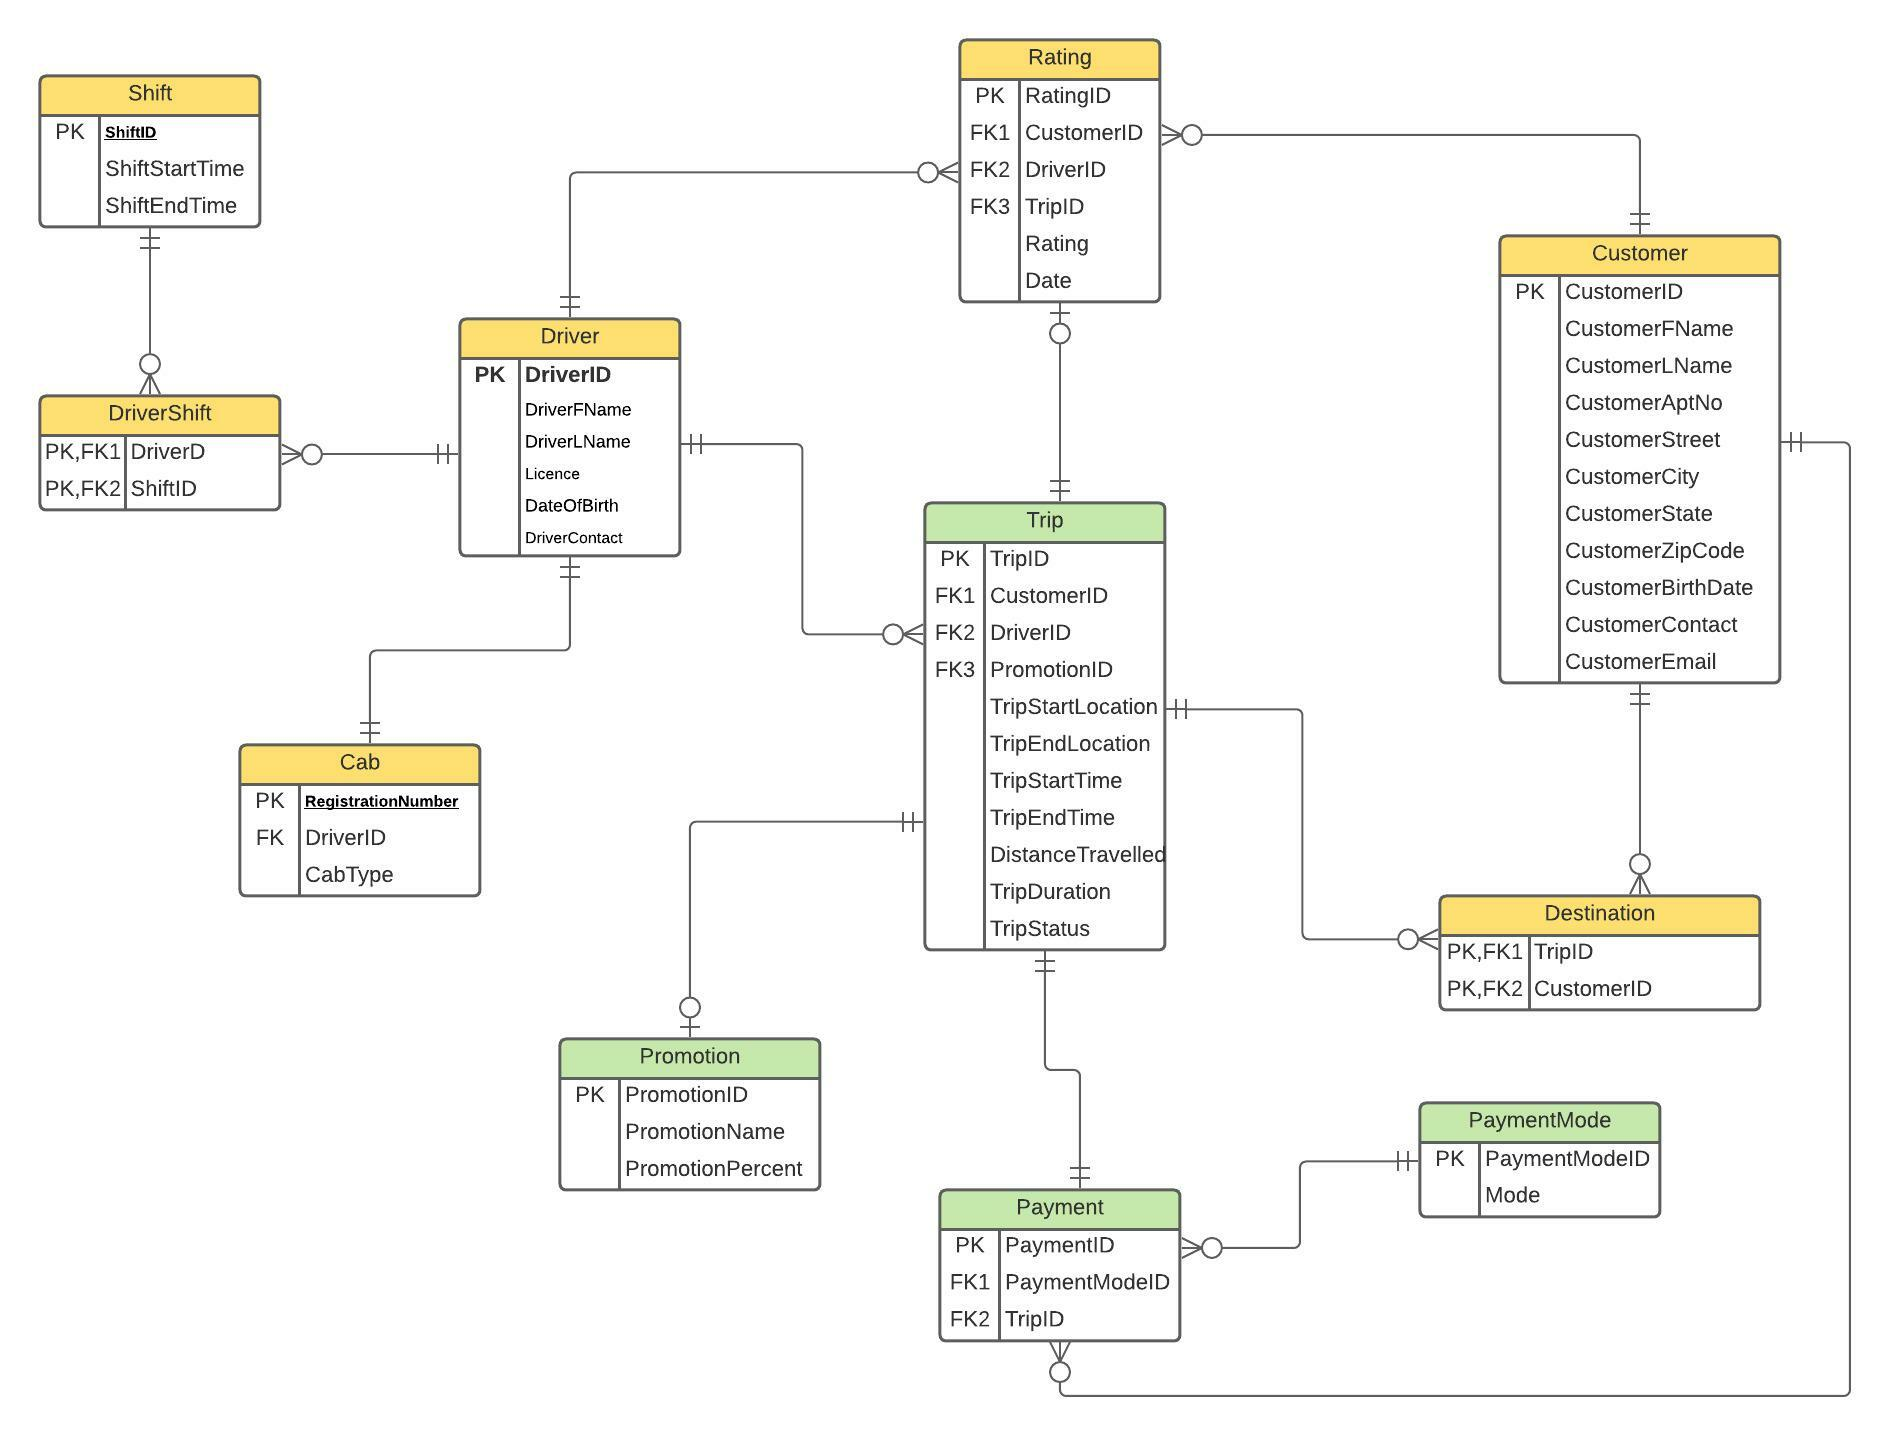 Shift
PK ShiftID
ShiftStartTime
ShiftEndTime
DriverShift
PK,FK1 DriverD
PK,FK2 ShiftID
Driver
PK DriverID
DriverFName
DriverLName
Licence
DateOfBirth
DriverContact
Cab
PK RegistrationNumber
FK DriverID
CabType
Rating
PK RatingID
FK1 CustomerID
FK2 DriverID
FK3 TripID
Rating
Date
Customer
PK CustomerID
CustomerFName
CustomerLName
CustomerAptNo
CustomerStreet
CustomerCity
CustomerState
CustomerZipCode
CustomerBirthDate
CustomerContact
CustomerEmail
Trip
PK TripID
FK1 CustomerID
FK2 DriverID
FK3 PromotionID
TripStartLocation
TripEndLocation
TripStartTime
TripEndTime
DistanceTravelled
TripDuration
TripStatus
Destination
PK,FK1 TripID
PK,FK2 CustomerID
Promotion
PK PromotionID
PromotionName
PromotionPercent
PaymentMode
PK PaymentModeID
Mode
Payment
PK PaymentID
FK1 PaymentModeID
FK2 TripID